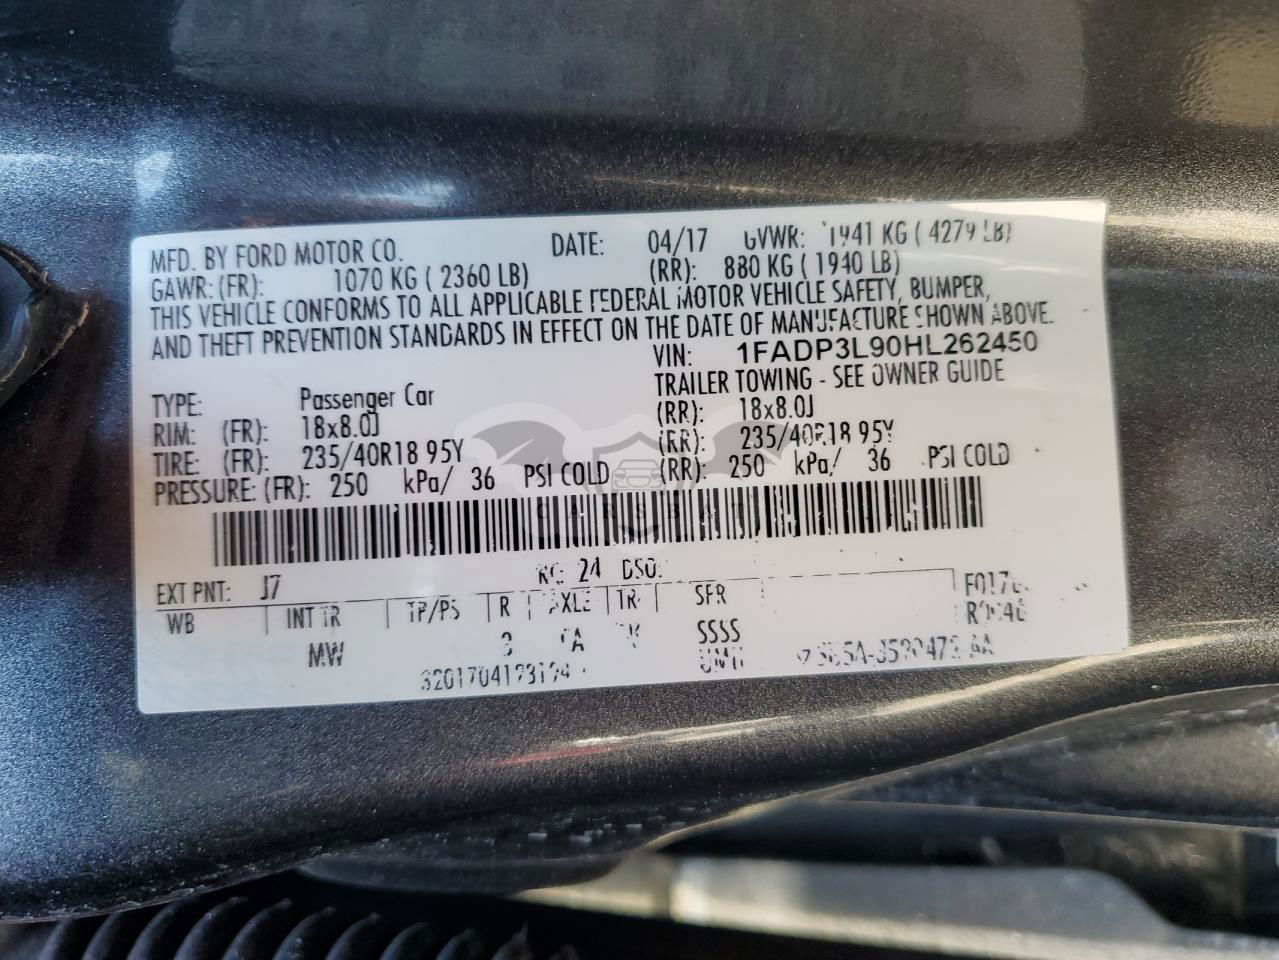 MFD. BY FORD MOTOR CO. DATE: 04/17 GVWR: 1941 KG ( 4279 LB)
GAWR: (FR): 1070 KG ( 2360 LB) (RR): 880 KG ( 1940 LB)
THIS VEHICLE CONFORMS TO ALL APPLICABLE FEDERAL MOTOR VEHICLE SAFETY, BUMPER,
AND THEFT PREVENTION STANDARDS IN EFFECT ON THE DATE OF MANUFACTURE SHOWN ABOVE.
VIN: 1FADP3L90HL262450
TRAILER TOWING - SEE OWNER GUIDE
TYPE: Passenger Car
RIM: (FR): 18x8.0J (RR): 18x8.0J
TIRE: (FR): 235/40R18 95Y (RR): 235/40R18 95Y
PRESSURE: (FR): 250 kPa/ 36 PSI COLD (RR): 250 kPa/ 36 PSI COLD
CARSBAT
EXT PNT: J7 RC: 24 DSO:
WB INT TR TP/PS R AXLE TR SFR
MW SSSS